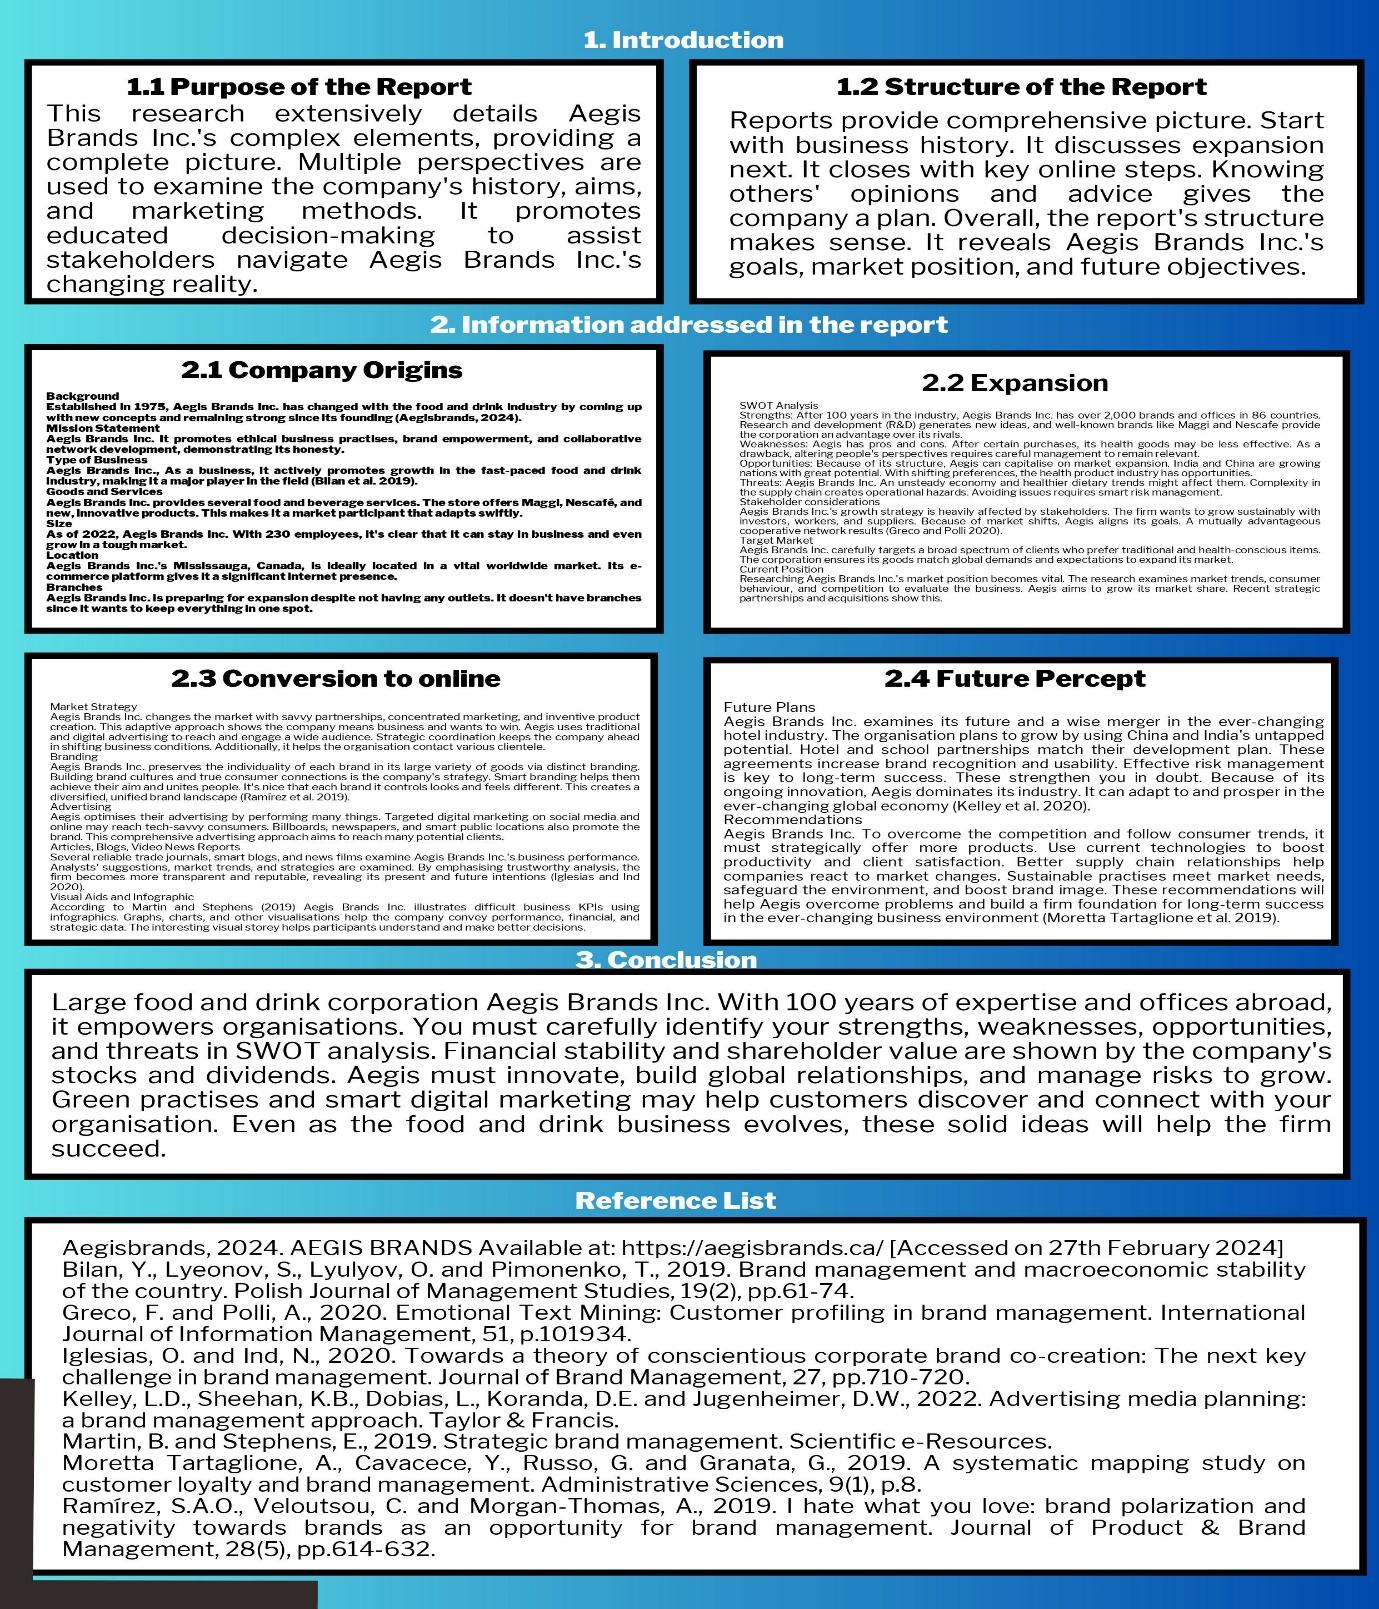 1. Introduction
1.1 Purpose of the Report
This research extensively details Aegis
Brands Inc.'s complex elements, providing a
complete picture. Multiple perspectives are
used to examine the company's history, aims,
and marketing methods. It promotes
educated decision-making to assist
stakeholders navigate Aegis Brands Inc.'s
changing reality.
1.2 Structure of the Report
Reports provide comprehensive picture. Start
with business history. It discusses expansion
next. It closes with key online steps. Knowing
others' opinions and advice gives the
company a plan. Overall, the report's structure
makes sense. It reveals Aegis Brands Inc.'s
goals, market position, and future objectives.
2. Information addressed in the report
2.1 Company Origins
Background
Established in 1975, Aegis Brands Inc. has changed with the food and drink industry by coming up
with new concepts and remaining strong since its founding (Aegisbrands, 2024).
Mission Statement
Aegis Brands Inc. It promotes ethical business practises, brand empowerment, and collaborative
network development, demonstrating its honesty.
Type of Business
Aegis Brands Inc., As a business, it actively promotes growth in the fast-paced food and drink
industry, making it a major player in the field (Bilan et al. 2019).
Goods and Services
Aegis Brands Inc. provides several food and beverage services. The store offers Maggi, Nescafé, and
new, innovative products. This makes it a market participant that adapts swiftly.
Size
As of 2022, Aegis Brands Inc. With 230 employees, it's clear that it can stay in business and even
grow in a tough market.
Location
Aegis Brands Inc.'s Mississauga, Canada, is ideally located in a vital worldwide market. Its e-
commerce platform gives it a significant internet presence.
Branches
Aegis Brands Inc. is preparing for expansion despite not having any outlets. It doesn't have branches
since it wants to keep everything in one spot.
2.2 Expansion
SWOT Analysis
Strengths: After 100 years in the industry, Aegis Brands Inc. has over 2,000 brands and offices in 86 countries.
Research and development (R&D) generates new ideas, and well-known brands like Maggi and Nescafe provide
the corporation an advantage over its rivals.
Weaknesses: Aegis has pros and cons. After certain purchases, its health goods may be less effective. As a
drawback, altering people's perspectives requires careful management to remain relevant.
Opportunities: Because of its structure, Aegis can capitalise on market expansion. India and China are growing
nations with great potential. With shifting preferences, the health product industry has opportunities.
Threats: Aegis Brands Inc. An unsteady economy and healthier dietary trends might affect them. Complexity in
the supply chain creates operational hazards. Avoiding issues requires smart risk management.
Stakeholder considerations
Aegis Brands Inc.'s growth strategy is heavily affected by stakeholders. The firm wants to grow sustainably with
investors, workers, and suppliers. Because of market shifts, Aegis aligns its goals. A mutually advantageous
cooperative network results (Greco and Polli 2020).
Target Market
Aegis Brands Inc. carefully targets a broad spectrum of clients who prefer traditional and health-conscious items.
The corporation ensures its goods match global demands and expectations to expand its market.
Current Position
Researching Aegis Brands Inc.'s market position becomes vital. The research examines market trends, consumer
behaviour, and competition to evaluate the business. Aegis aims to grow its market share. Recent strategic
partnerships and acquisitions show this.
2.3 Conversion to online
Market Strategy
Aegis Brands Inc. changes the market with savvy partnerships, concentrated marketing, and inventive product
creation. This adaptive approach shows the company means business and wants to win. Aegis uses traditional
and digital advertising to reach and engage a wide audience. Strategic coordination keeps the company ahead
in shifting business conditions. Additionally, it helps the organisation contact various clientele.
Branding
Aegis Brands Inc. preserves the individuality of each brand in its large variety of goods via distinct branding.
Building brand cultures and true consumer connections is the company's strategy. Smart branding helps them
achieve their aim and unites people. It's nice that each brand it controls looks and feels different. This creates a
diversified, unified brand landscape (Ramírez et al. 2019).
Advertising
Aegis optimises their advertising by performing many things. Targeted digital marketing on social media and
online may reach tech-savvy consumers. Billboards, newspapers, and smart public locations also promote the
brand. This comprehensive advertising approach aims to reach many potential clients.
Articles, Blogs, Video News Reports
Several reliable trade journals, smart blogs, and news films examine Aegis Brands Inc.'s business performance.
Analysts' suggestions, market trends, and strategies are examined. By emphasising trustworthy analysis, the
firm becomes more transparent and reputable, revealing its present and future intentions (Iglesias and Ind
2020).
Visual Aids and Infographic
According to Martin and Stephens (2019) Aegis Brands Inc. illustrates difficult business KPIs using
infographics. Graphs, charts, and other visualisations help the company convey performance, financial, and
strategic data. The interesting visual storey helps participants understand and make better decisions.
2.4 Future Percept
Future Plans
Aegis Brands Inc. examines its future and a wise merger in the ever-changing
hotel industry. The organisation plans to grow by using China and India's untapped
potential. Hotel and school partnerships match their development plan. These
agreements increase brand recognition and usability. Effective risk management
is key to long-term success. These strengthen you in doubt. Because of its
ongoing innovation, Aegis dominates its industry. It can adapt to and prosper in the
ever-changing global economy (Kelley et al. 2020).
Recommendations
Aegis Brands Inc. To overcome the competition and follow consumer trends, it
must strategically offer more products. Use current technologies to boost
productivity and client satisfaction. Better supply chain relationships help
companies react to market changes. Sustainable practises meet market needs,
safeguard the environment, and boost brand image. These recommendations will
help Aegis overcome problems and build a firm foundation for long-term success
in the ever-changing business environment (Moretta Tartaglione et al. 2019).
3. Conclusion
Large food and drink corporation Aegis Brands Inc. With 100 years of expertise and offices abroad,
it empowers organisations. You must carefully identify your strengths, weaknesses, opportunities,
and threats in SWOT analysis. Financial stability and shareholder value are shown by the company's
stocks and dividends. Aegis must innovate, build global relationships, and manage risks to grow.
Green practises and smart digital marketing may help customers discover and connect with your
organisation. Even as the food and drink business evolves, these solid ideas will help the firm
succeed.
Reference List
Aegisbrands, 2024. AEGIS BRANDS Available at: https://aegisbrands.ca/ [Accessed on 27th February 2024]
Bilan, Y., Lyeonov, S., Lyulyov, O. and Pimonenko, T., 2019. Brand management and macroeconomic stability
of the country. Polish Journal of Management Studies, 19(2), pp.61-74.
Greco, F. and Polli, A., 2020. Emotional Text Mining: Customer profiling in brand management. International
Journal of Information Management, 51, p.101934.
Iglesias, O. and Ind, N., 2020. Towards a theory of conscientious corporate brand co-creation: The next key
challenge in brand management. Journal of Brand Management, 27, pp.710-720.
Kelley, L.D., Sheehan, K.B., Dobias, L., Koranda, D.E. and Jugenheimer, D.W., 2022. Advertising media planning:
a brand management approach. Taylor & Francis.
Martin, B. and Stephens, E., 2019. Strategic brand management. Scientific e-Resources.
Moretta Tartaglione, A., Cavacece, Y., Russo, G. and Granata, G., 2019. A systematic mapping study on
customer loyalty and brand management. Administrative Sciences, 9(1), p.8.
Ramírez, S.A.O., Veloutsou, C. and Morgan-Thomas, A., 2019. I hate what you love: brand polarization and
negativity towards brands as an opportunity for brand management. Journal of Product & Brand
Management, 28(5), pp.614-632.